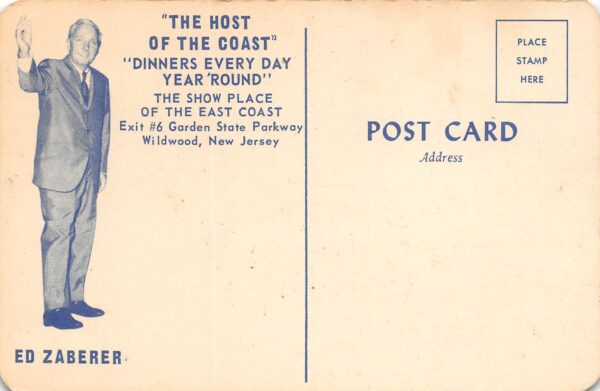 "THE HOST
OF THE COAST"
"DINNERS EVERY DAY
YEAR 'ROUND"
THE SHOW PLACE
OF THE EAST COAST
Exit #6 Garden State Parkway
Wildwood, New Jersey
ED ZABERER
PLACE
STAMP
HERE
POST CARD
Address